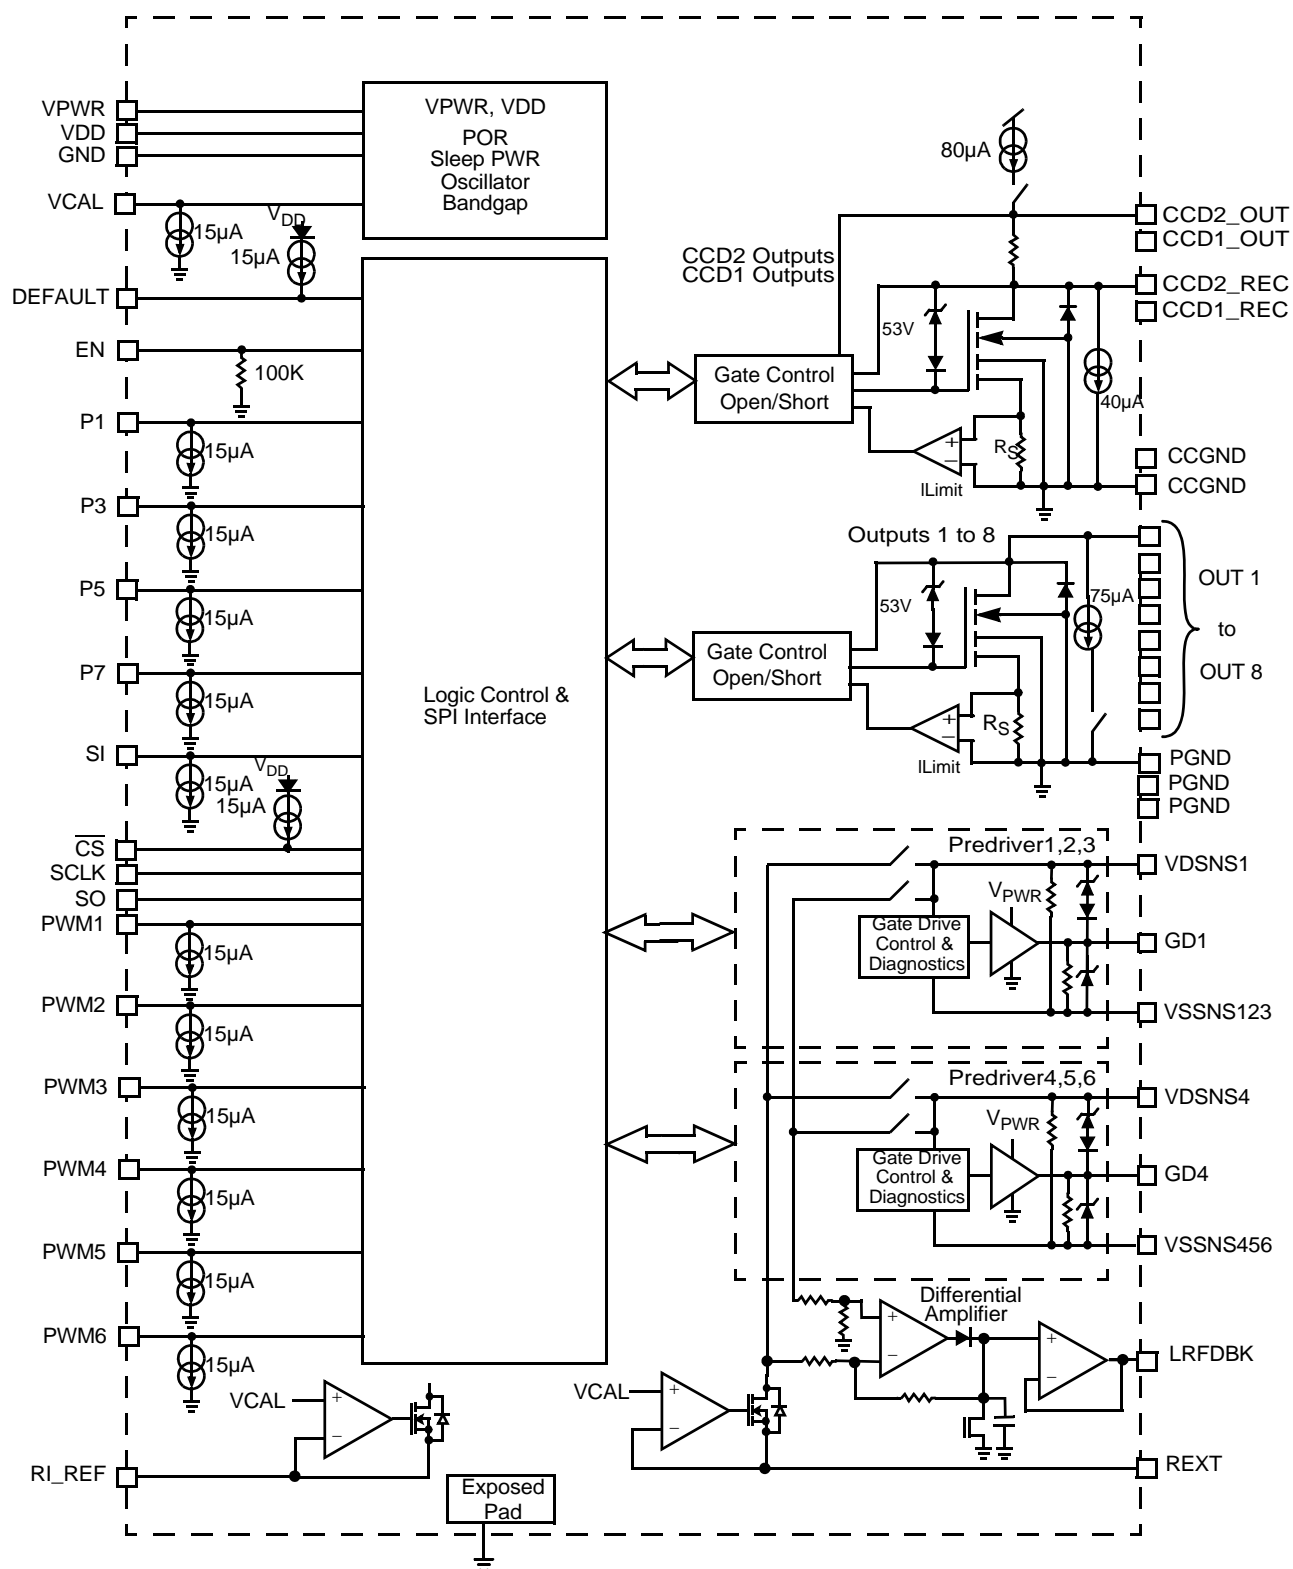 VPWR
VDD
GND
VCAL
15µA
VDD
15µA
DEFAULT
EN
100K
P1
15µA
P3
15µA
P5
15µA
P7
15µA
SI
15µA
VDD
15µA
CS
SCLK
SO
PWM1
15µA
PWM2
15µA
PWM3
15µA
PWM4
15µA
PWM5
15µA
PWM6
15µA
VCAL
+
−
RI_REF
VPWR, VDD
POR
Sleep PWR
Oscillator
Bandgap
Logic Control &
SPI Interface
Exposed
Pad
80µA
CCD2 Outputs
CCD1 Outputs
53V
Gate Control
Open/Short
+
−
ILimit
RS
40µA
CCD2_OUT
CCD1_OUT
CCD2_REC
CCD1_REC
CCGND
CCGND
Outputs 1 to 8
53V
Gate Control
Open/Short
+
−
ILimit
RS
75µA
OUT 1
to
OUT 8
PGND
PGND
PGND
Predriver1,2,3
VPWR
Gate Drive
Control &
Diagnostics
VDSNS1
GD1
VSSNS123
Predriver4,5,6
VPWR
Gate Drive
Control &
Diagnostics
VDSNS4
GD4
VSSNS456
Differential
Amplifier
+
−
+
−
LRFDBK
VCAL
+
−
REXT